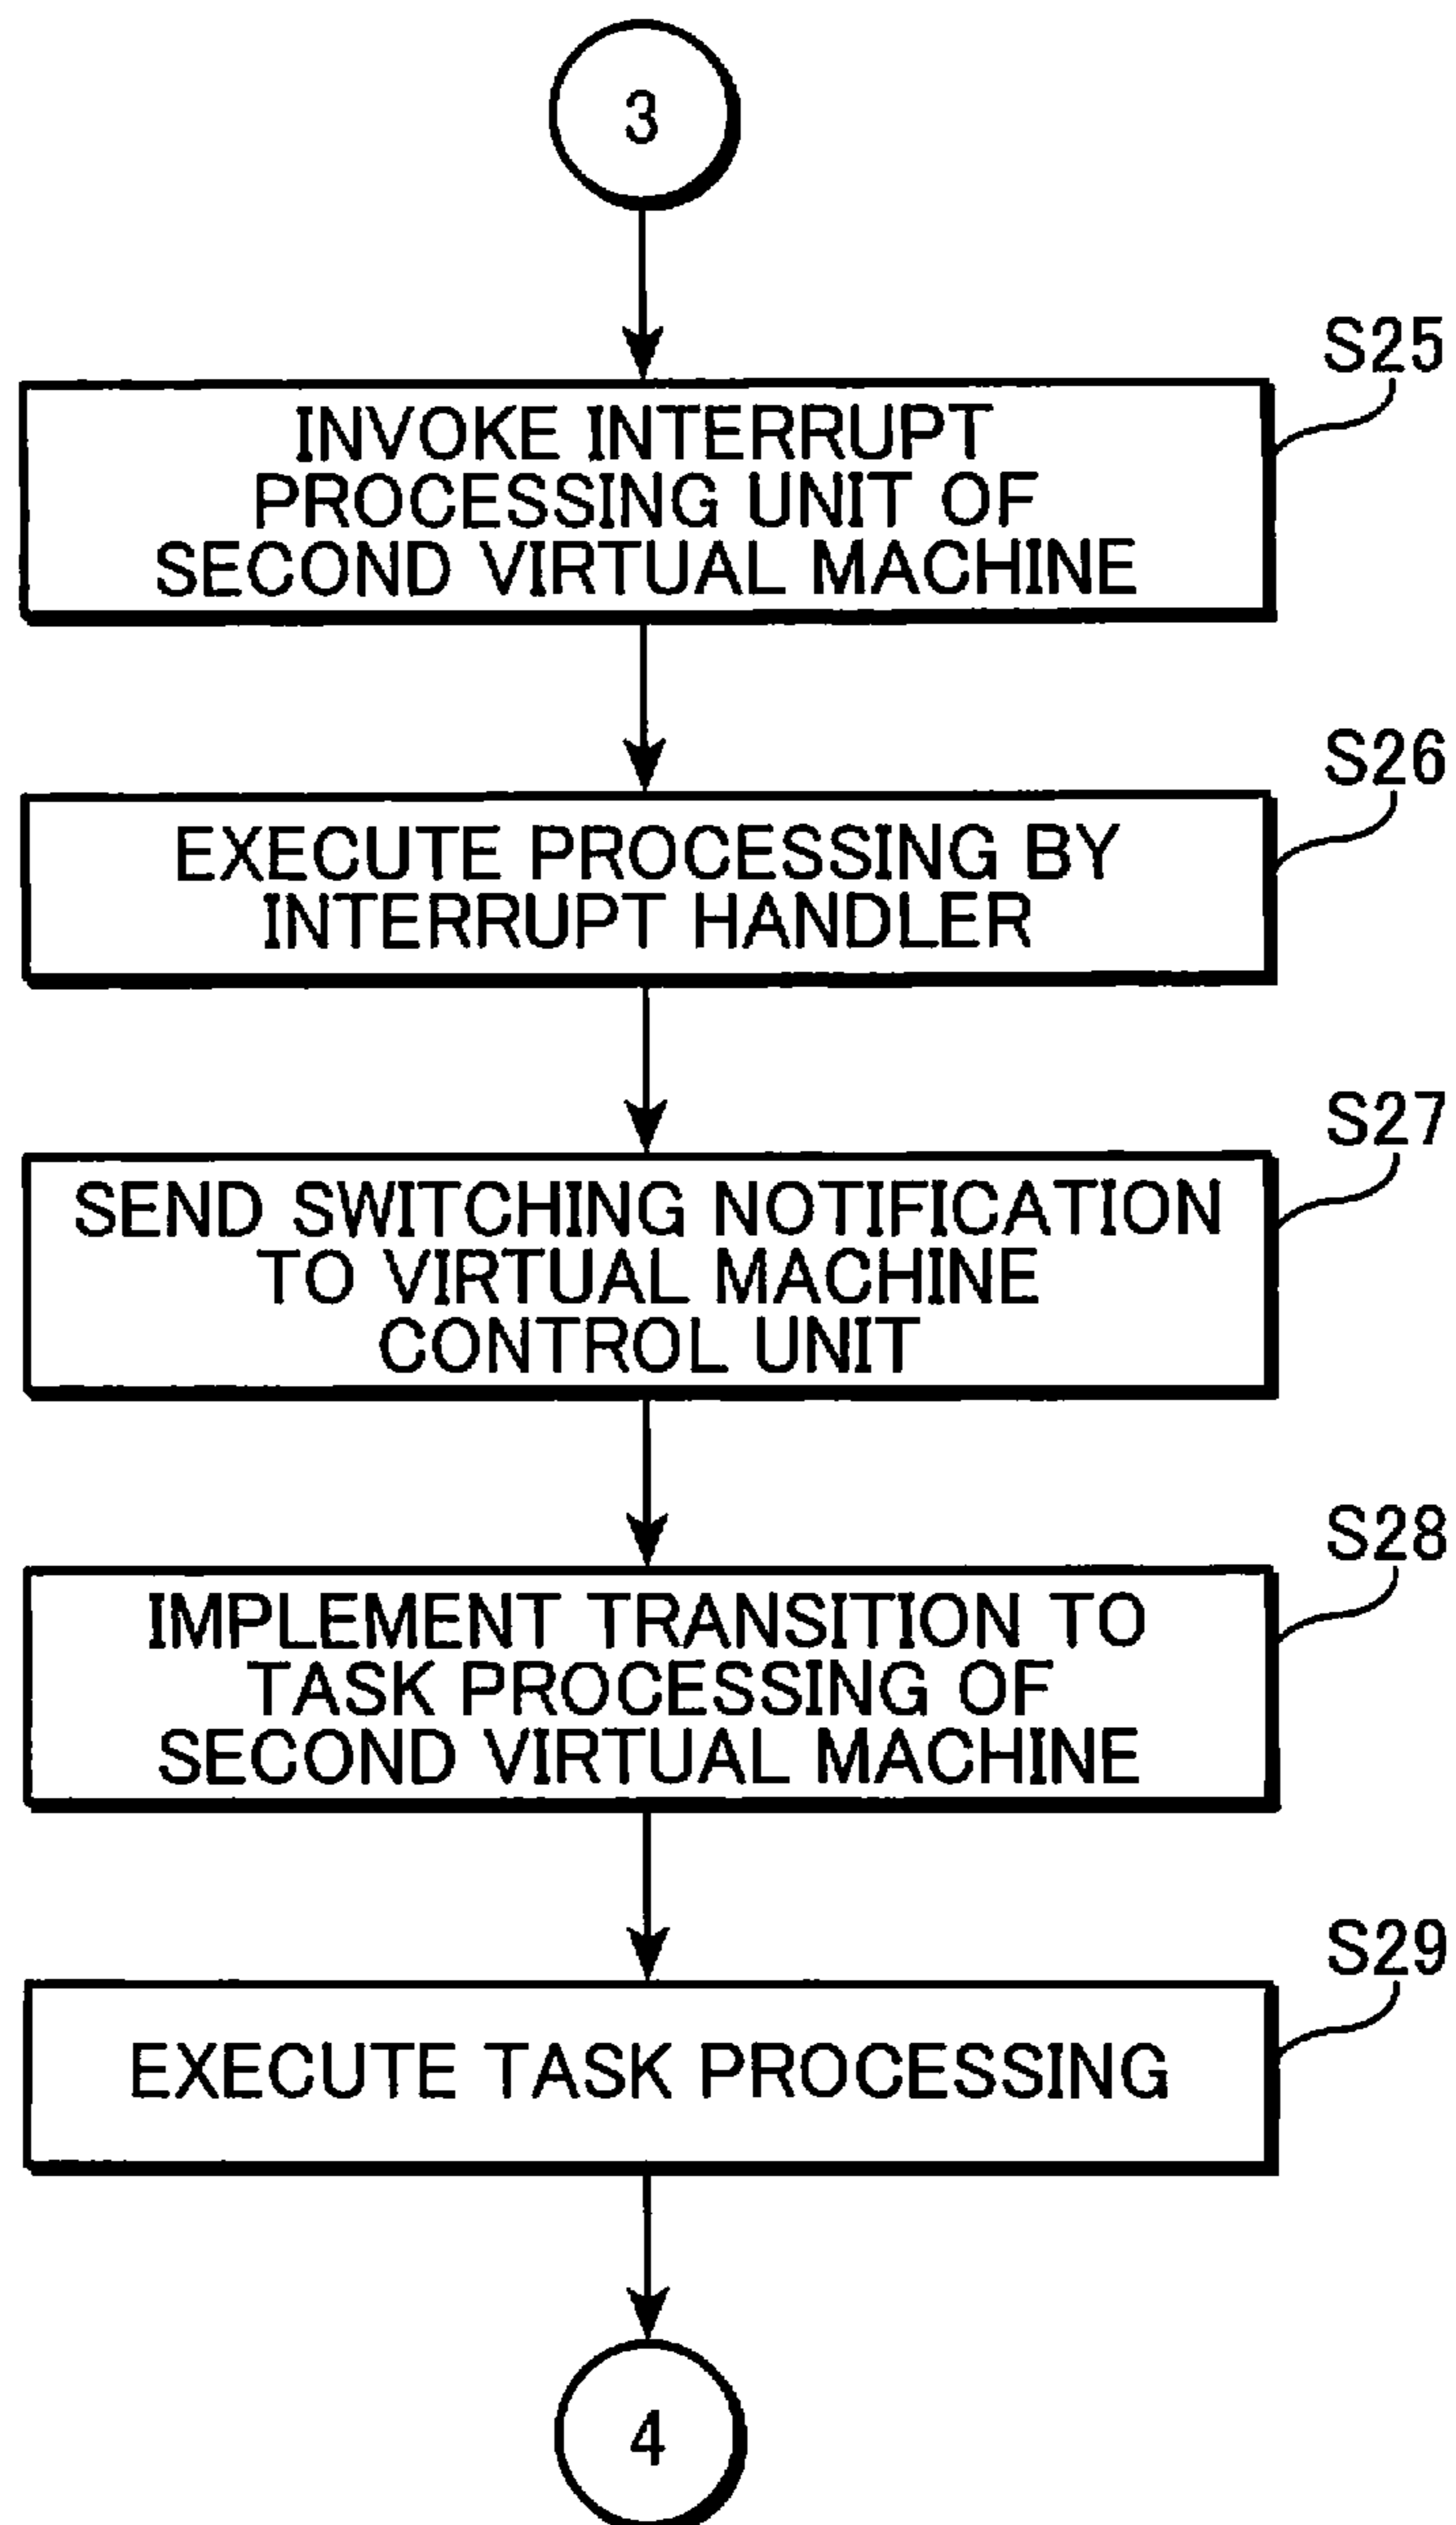 3
S25
INVOKE INTERRUPT
PROCESSING UNIT OF
SECOND VIRTUAL MACHINE
S26
EXECUTE PROCESSING BY
INTERRUPT HANDLER
S27
SEND SWITCHING NOTIFICATION
TO VIRTUAL MACHINE
CONTROL UNIT
S28
IMPLEMENT TRANSITION TO
TASK PROCESSING OF
SECOND VIRTUAL MACHINE
S29
EXECUTE TASK PROCESSING
4